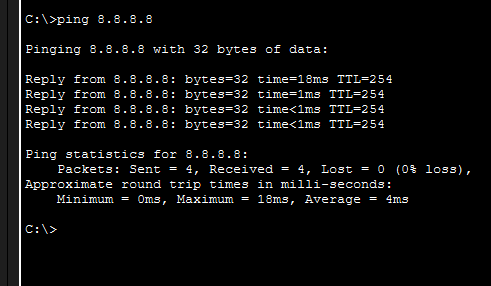 C:\>ping 8.8.8.8
Pinging 8.8.8.8 with 32 bytes of data:
Reply from 8.8.8.8: bytes=32 time=18ms TTL=254
Reply from 8.8.8.8: bytes=32 time=1ms TTL=254
Reply from 8.8.8.8: bytes=32 time<1ms TTL=254
Reply from 8.8.8.8: bytes=32 time<1ms TTL=254
Ping statistics for 8.8.8.8:
    Packets: Sent = 4, Received = 4, Lost = 0 (0% loss),
Approximate round trip times in milli-seconds:
    Minimum = 0ms, Maximum = 18ms, Average = 4ms
C:\>